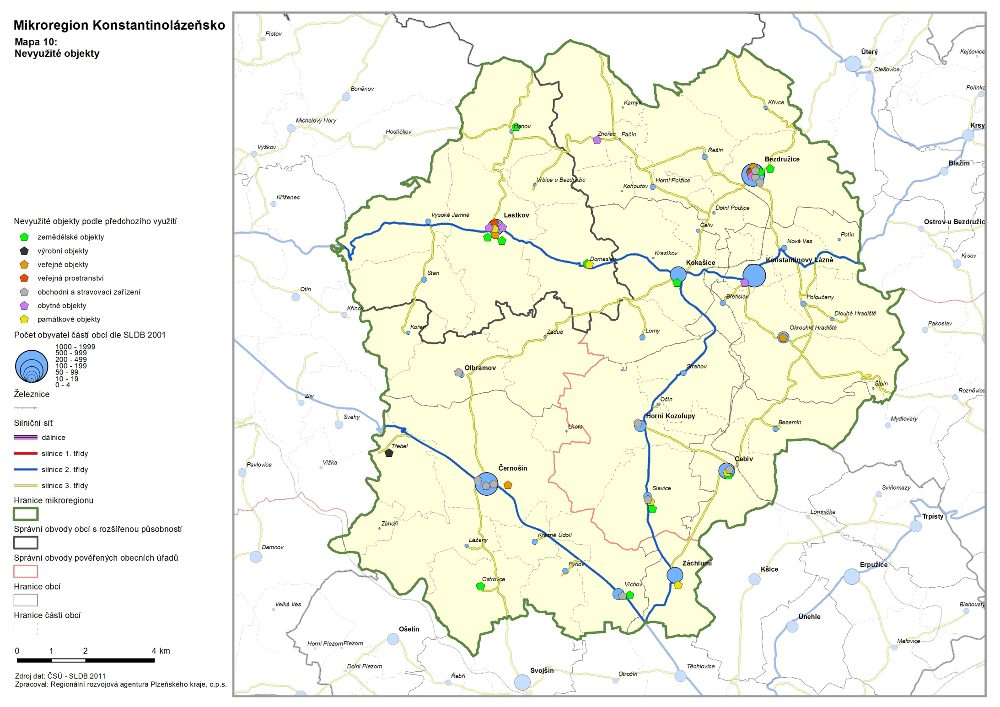 Mikroregion Konstantinolázeňsko
Mapa 10:
Nevyužité objekty
Nevyužité objekty podle předchozího využití
zemědělské objekty
výrobní objekty
veřejné objekty
veřejná prostranství
obchodní a stravovací zařízení
obytné objekty
památkové objekty
Počet obyvatel částí obcí dle SLDB 2001
1000 - 1999
500 - 999
200 - 499
100 - 199
50 - 99
10 - 19
0 - 4
Železnice
Silniční síť
dálnice
silnice 1. třídy
silnice 2. třídy
silnice 3. třídy
Hranice mikroregionu
Správní obvody obcí s rozšířenou působností
Správní obvody pověřených obecních úřadů
Hranice obcí
Hranice částí obcí
0 1 2 4 km
Zdroj dat: ČSÚ - SLDB 2011
Zpracoval: Regionální rozvojová agentura Plzeňského kraje, o.p.s.
Pístov
Úterý
Kejšovice
Olešovice
Boněnov
Polínka
Kamýk
Křivce
Michalovy Hory
Hanov
Krsy
Hostíčkov
Zhořec
Pačín
Výškov
Řešín
Bezdružice
Blažim
Vrbice u Bezdružic
Horní Polžice
Kohoutov
Kříženec
Dolní Polžice
Vysoké Jamné
Lestkov
Ostrov u Bezdružic
Čeliv
Potín
Nová Ves
Krasíkov
Domaslav
Krsov
Kokašice
Konstantinovy Lázně
Stan
Otín
Břetislav
Poloučany
Křínov
Dlouhé Hradiště
Kořen
Zádub
Lomy
Okrouhlé Hradiště
Pakoslav
Olbramov
Strahov
Šipín
Zliv
Rozněvice
Očín
Svahy
Horní Kozolupy
Mydlovary
Lhota
Bezemín
Třebel
Cebiv
Vížka
Pavlovice
Černošín
Slavice
Sviňomazy
Lomnička
Trpísty
Záhoří
Krásné Údolí
Lažany
Damnov
Pytlov
Záchlumí
Kšice
Erpužice
Ostrovce
Víchov
Velká Ves
Blahousty
Únehle
Ošelín
Horní Plezom
Plezom
Malovice
Dolní Plezom
Svojšín
Těchlovice
Řebří
Otročín